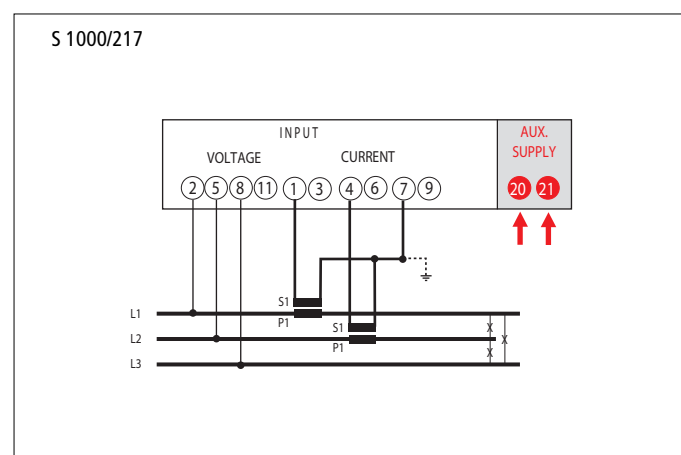 S 1000/217
INPUT
AUX.
SUPPLY
VOLTAGE
CURRENT
2 5 8 11 1 3 4 6 7 9
20 21
S1
L1
P1
S1
L2
P1
L3
X
X
X